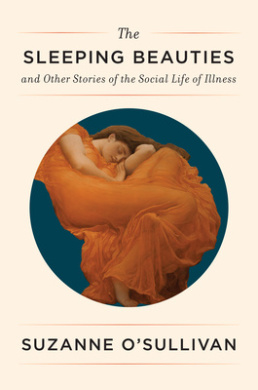 The
SLEEPING BEAUTIES
and Other Stories of the Social Life of Illness
SUZANNE O'SULLIVAN